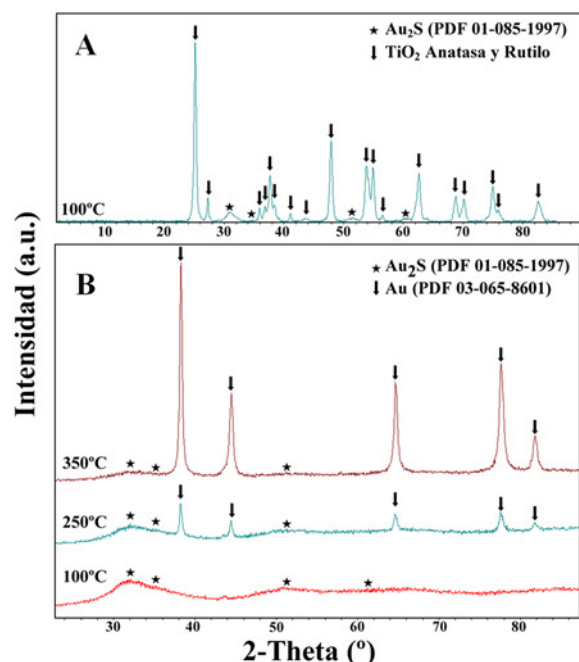 A
★ Au₂S (PDF 01-085-1997)
TiO₂ Anatasa y Rutilo
100ºC
10 20 30 40 50 60 70 80
B
★ Au₂S (PDF 01-085-1997)
Au (PDF 03-065-8601)
350ºC
250ºC
100ºC
30 40 50 60 70 80
2-Theta (º)
Intensidad (a.u.)